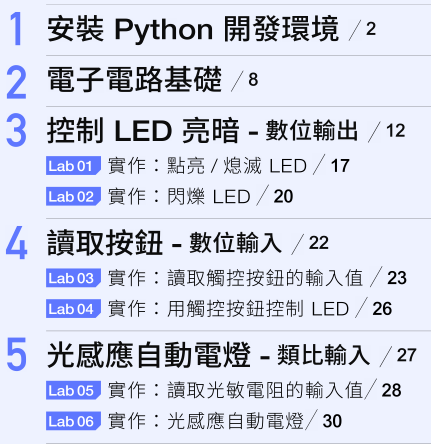 1 安裝 Python 開發環境 / 2
2 電子電路基礎 / 8
3 控制 LED 亮暗 - 數位輸出 / 12
Lab 01 實作：點亮 / 熄滅 LED / 17
Lab 02 實作：閃爍 LED / 20
4 讀取按鈕 - 數位輸入 / 22
Lab 03 實作：讀取觸控按鈕的輸入值 / 23
Lab 04 實作：用觸控按鈕控制 LED / 26
5 光感應自動電燈 - 類比輸入 / 27
Lab 05 實作：讀取光敏電阻的輸入值 / 28
Lab 06 實作：光感應自動電燈 / 30